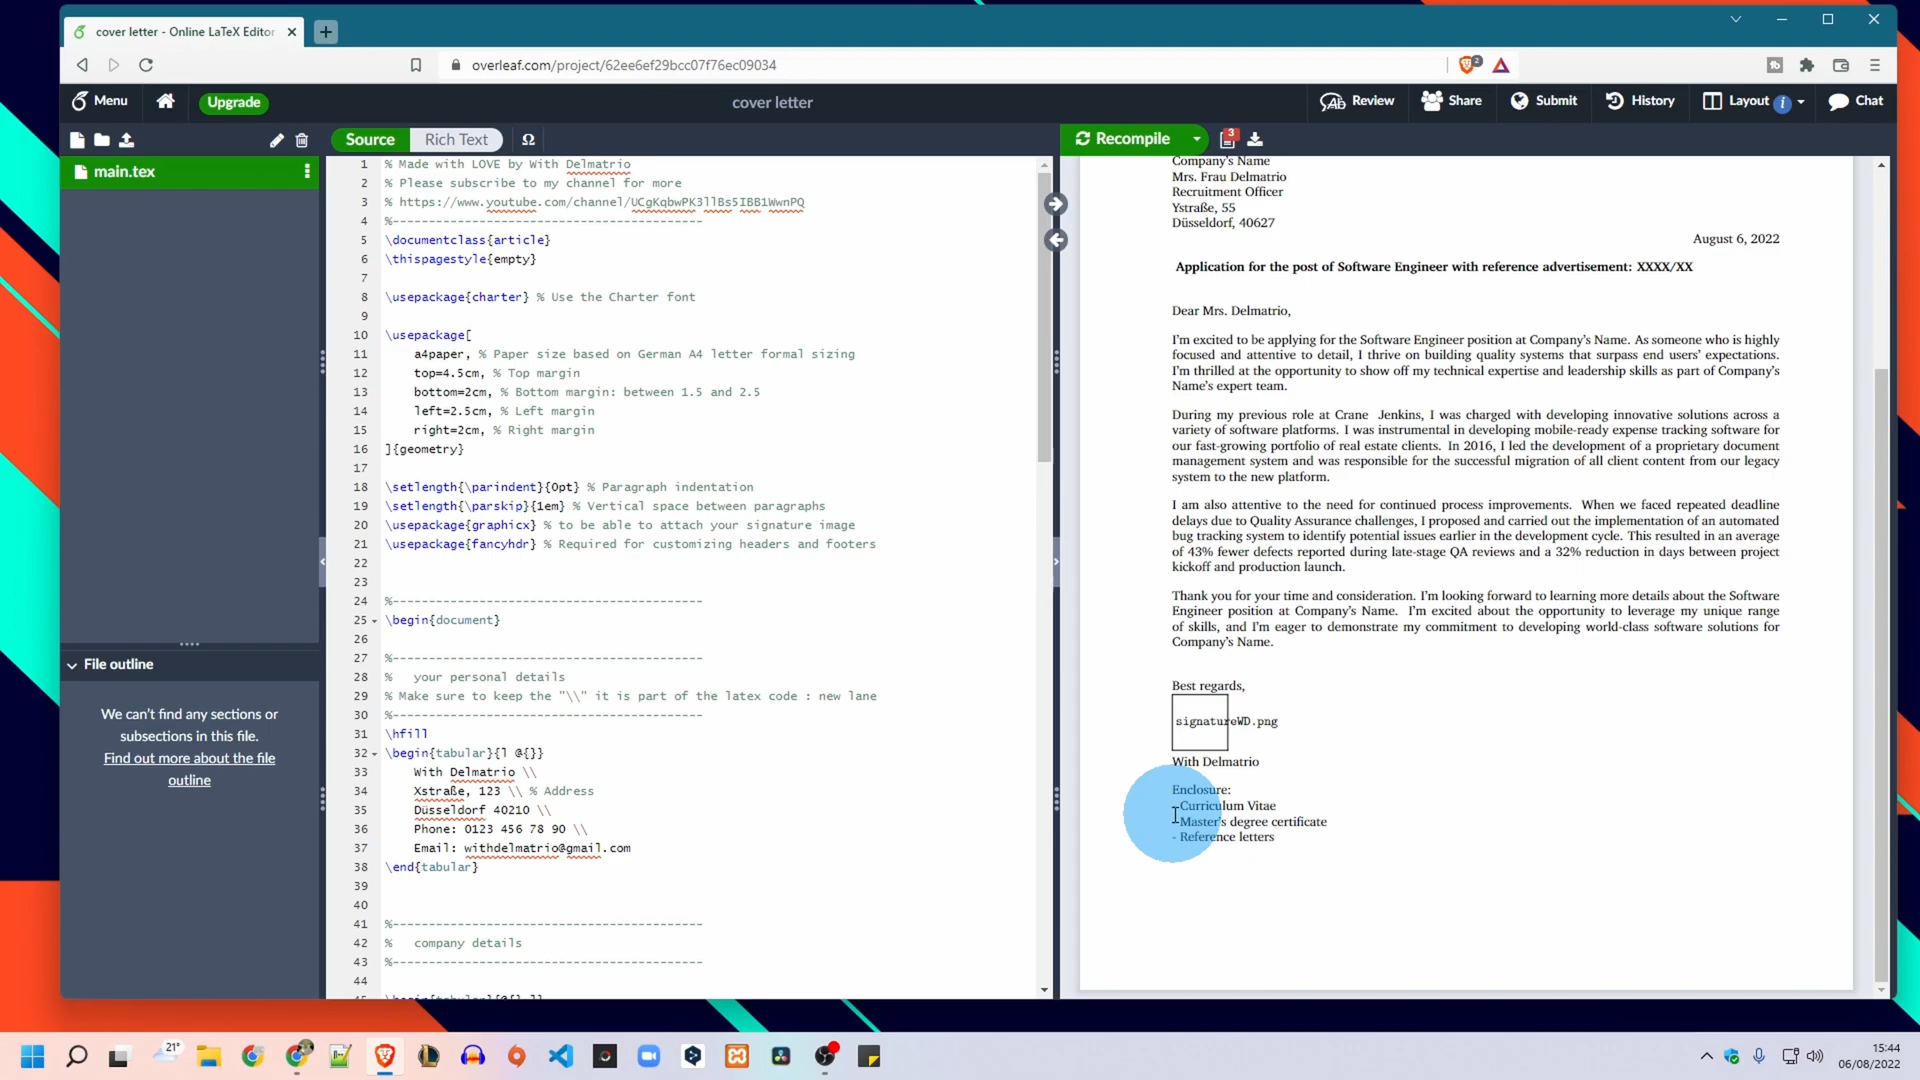 cover letter - Online LaTeX Editor
overleaf.com/project/62ee6ef29bcc07f76ec09034
2
Menu
Upgrade
cover letter
Review
Share
Submit
History
Layout
Chat
Source
Rich Text
Ω
Recompile
3
main.tex
1 % Made with LOVE by With Delmatrio
2 % Please subscribe to my channel for more
3 % https://www.youtube.com/channel/UCgKqbwPK3llBs5IBB1WwnPQ
4 %-----------------------------------------
5 \documentclass{article}
6 \thispagestyle{empty}
7
8 \usepackage{charter} % Use the Charter font
9
10 \usepackage[
11 a4paper, % Paper size based on German A4 letter formal sizing
12 top=4.5cm, % Top margin
13 bottom=2cm, % Bottom margin: between 1.5 and 2.5
14 left=2.5cm, % Left margin
15 right=2cm, % Right margin
16 ]{geometry}
17
18 \setlength{\parindent}{0pt} % Paragraph indentation
19 \setlength{\parskip}{1em} % Vertical space between paragraphs
20 \usepackage{graphicx} % to be able to attach your signature image
21 \usepackage{fancyhdr} % Required for customizing headers and footers
22
23
24 %-----------------------------------------
25 \begin{document}
26
27 %-----------------------------------------
28 % your personal details
29 % Make sure to keep the "\\" it is part of the latex code : new lane
30 %-----------------------------------------
31 \hfill
32 \begin{tabular}{l @{}}
33 With Delmatrio \\
34 Xstraße, 123 \\ % Address
35 Düsseldorf 40210 \\
36 Phone: 0123 456 78 90 \\
37 Email: withdelmatrio@gmail.com
38 \end{tabular}
39
40
41 %-----------------------------------------
42 % company details
43 %-----------------------------------------
44
File outline
We can't find any sections or
subsections in this file.
Find out more about the file
outline
Company's Name
Mrs. Frau Delmatrio
Recruitment Officer
Ystraße, 55
Düsseldorf, 40627
August 6, 2022
Application for the post of Software Engineer with reference advertisement: XXXX/XX
Dear Mrs. Delmatrio,
I'm excited to be applying for the Software Engineer position at Company's Name. As someone who is highly
focused and attentive to detail, I thrive on building quality systems that surpass end users' expectations.
I'm thrilled at the opportunity to show off my technical expertise and leadership skills as part of Company's
Name's expert team.
During my previous role at Crane Jenkins, I was charged with developing innovative solutions across a
variety of software platforms. I was instrumental in developing mobile-ready expense tracking software for
our fast-growing portfolio of real estate clients. In 2016, I led the development of a proprietary document
management system and was responsible for the successful migration of all client content from our legacy
system to the new platform.
I am also attentive to the need for continued process improvements. When we faced repeated deadline
delays due to Quality Assurance challenges, I proposed and carried out the implementation of an automated
bug tracking system to identify potential issues earlier in the development cycle. This resulted in an average
of 43% fewer defects reported during late-stage QA reviews and a 32% reduction in days between project
kickoff and production launch.
Thank you for your time and consideration. I'm looking forward to learning more details about the Software
Engineer position at Company's Name. I'm excited about the opportunity to leverage my unique range
of skills, and I'm eager to demonstrate my commitment to developing world-class software solutions for
Company's Name.
Best regards,
signatureWD.png
With Delmatrio
Enclosure:
- Curriculum Vitae
- Master's degree certificate
- Reference letters
21°
15:44
06/08/2022